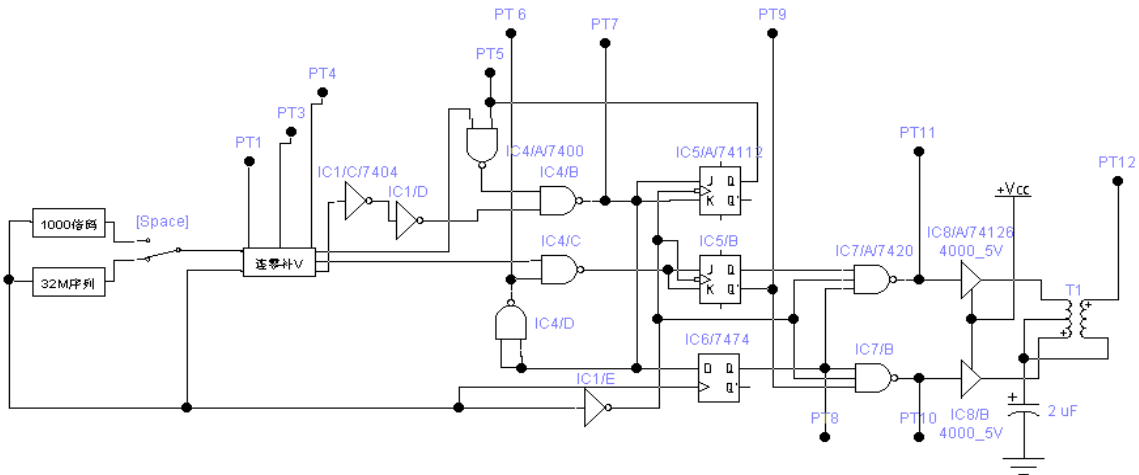 PT 6
PT9
PT7
PT5
PT4
PT3
PT1
PT11
PT12
IC4/A/7400
IC5/A/74112
IC1/C/7404
IC1/D
IC4/B
+Vcc
J Q
K Q'
1000倍码
[Space]
32M序列
连零补V
IC4/C
IC5/B
IC7/A/7420
IC8/A/74126
4000_5V
J Q
K Q'
T1
IC4/D
IC6/7474
D Q
Q'
IC7/B
IC1/E
PT8
PT10
IC8/B
4000_5V
2 uF